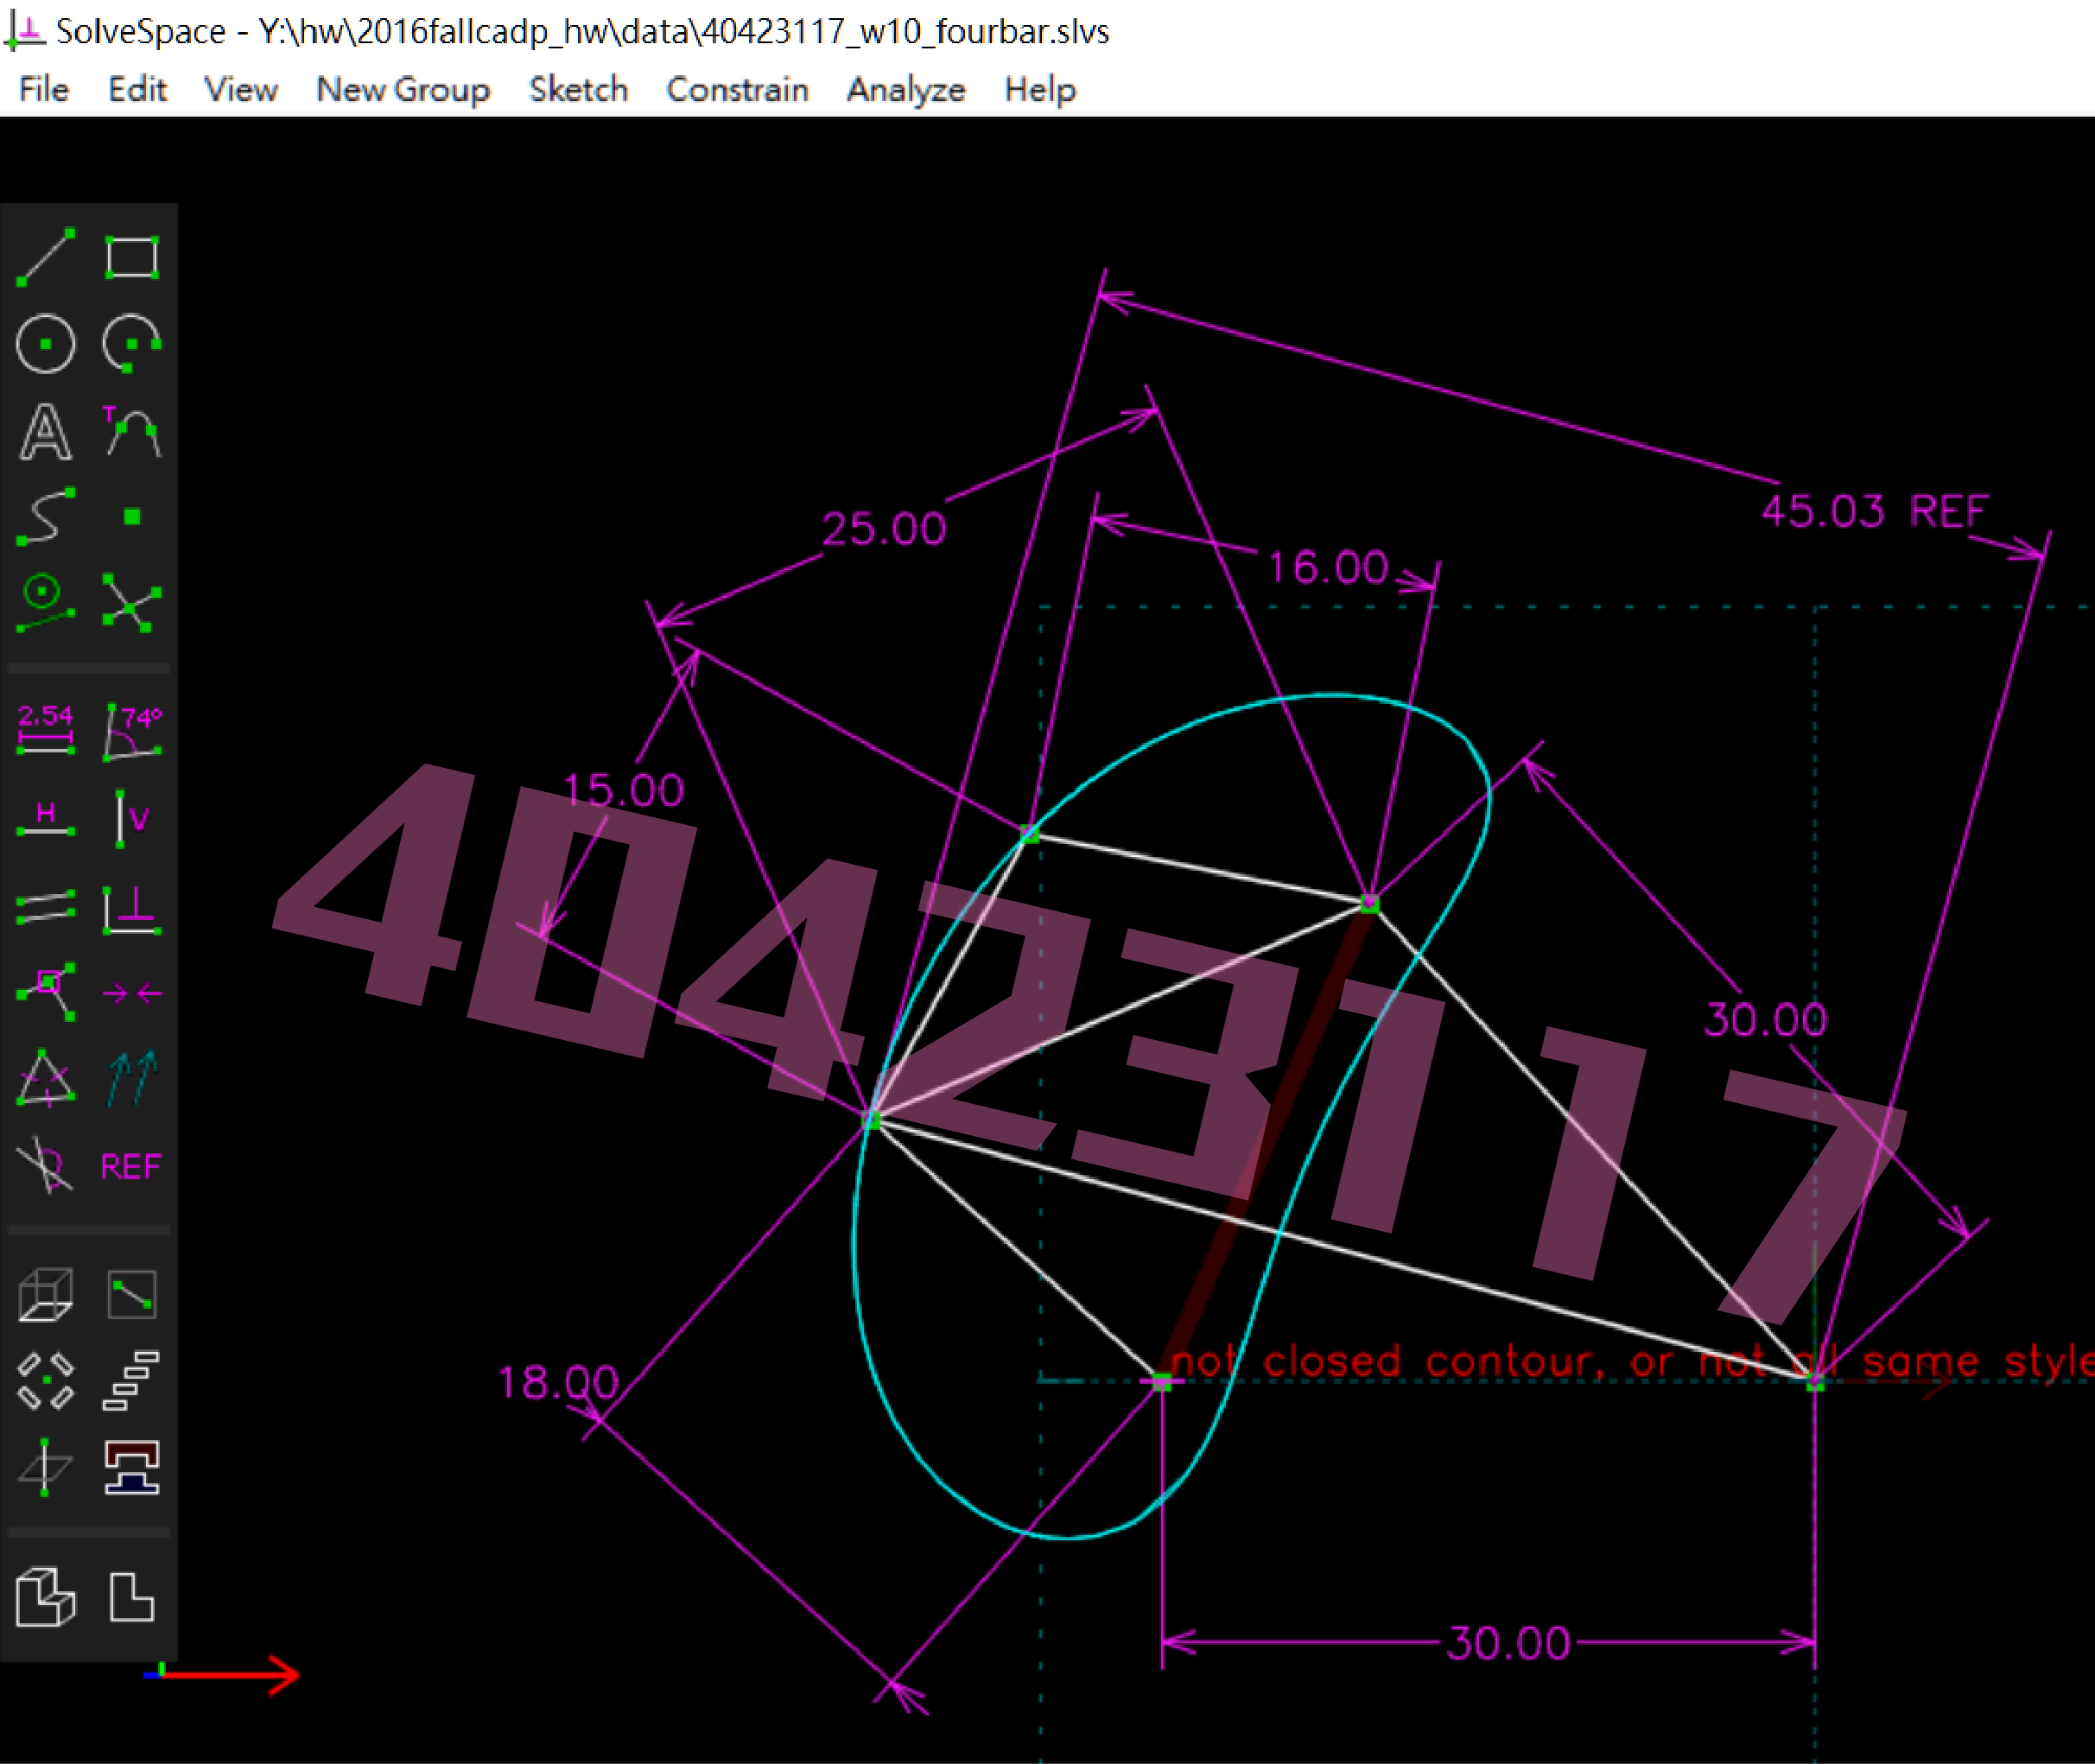 SolveSpace - Y:\hw\2016fallcadp_hw\data\40423117_w10_fourbar.slvs
File Edit View New Group Sketch Constrain Analyze Help
A
T
2.54 74°
H V
REF
45.03 REF
25.00
16.00
15.00
40423117
30.00
not closed contour, or not all same style
18.00
30.00